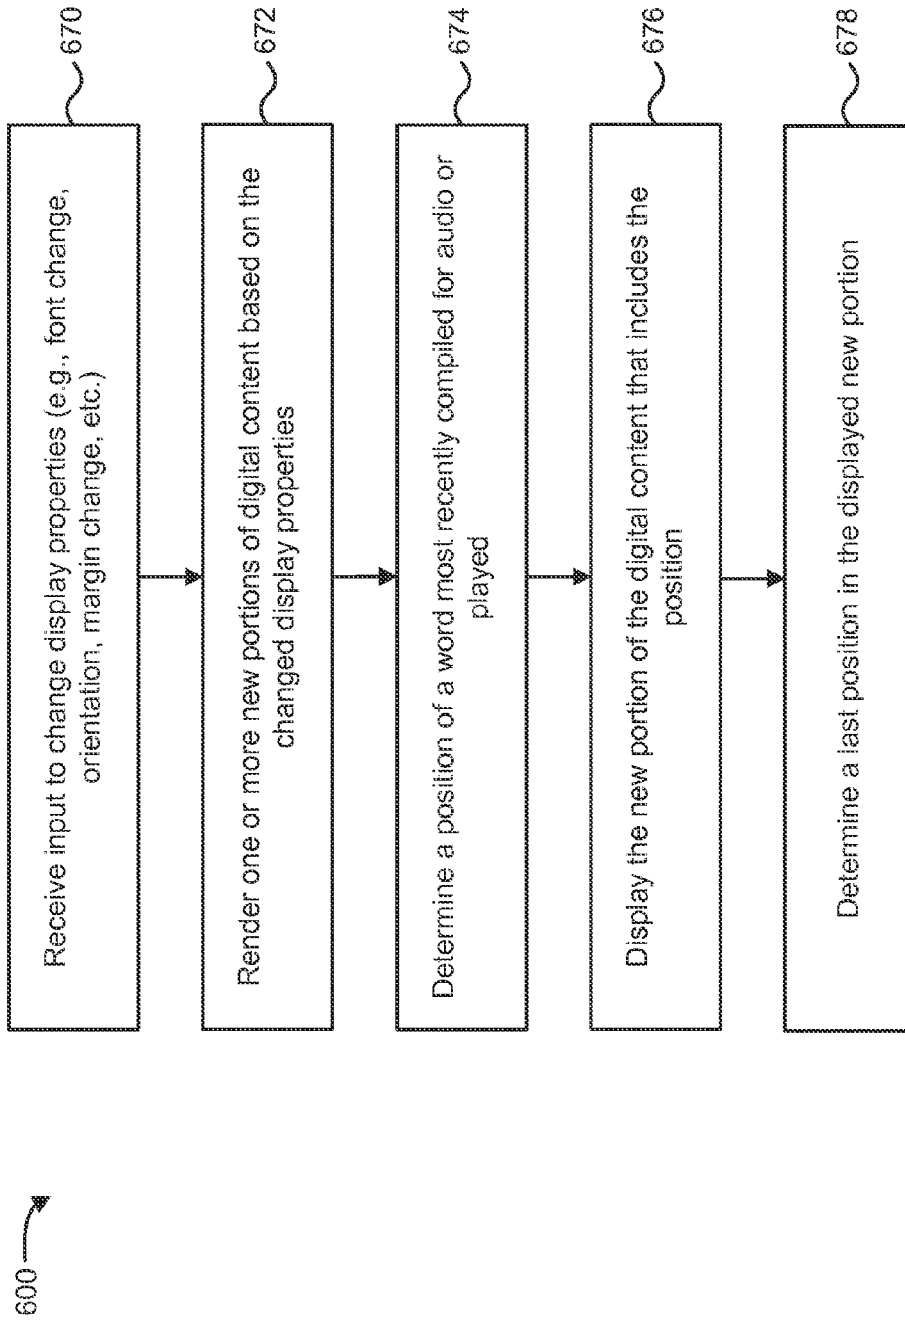 600
Receive input to change display properties (e.g., font change,
orientation, margin change, etc.)
670
Render one or more new portions of digital content based on the
changed display properties
672
Determine a position of a word most recently compiled for audio or
played
674
Display the new portion of the digital content that includes the
position
676
Determine a last position in the displayed new portion
678